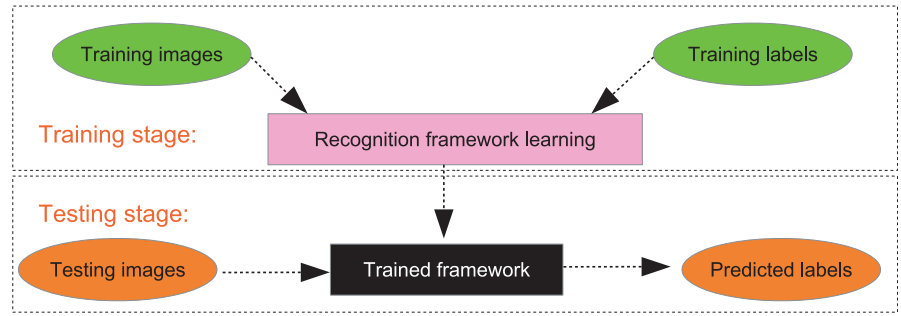 Training images
Training labels
Training stage:
Recognition framework learning
Testing stage:
Testing images
Trained framework
Predicted labels